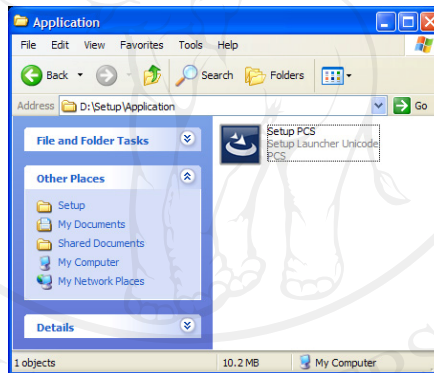 Application
File Edit View Favorites Tools Help
Back Search Folders
Address D:\Setup\Application Go
File and Folder Tasks
Other Places
Setup
My Documents
Shared Documents
My Computer
My Network Places
Details
Setup PCS
Setup Launcher Unicode
PCS
1 objects 10.2 MB My Computer